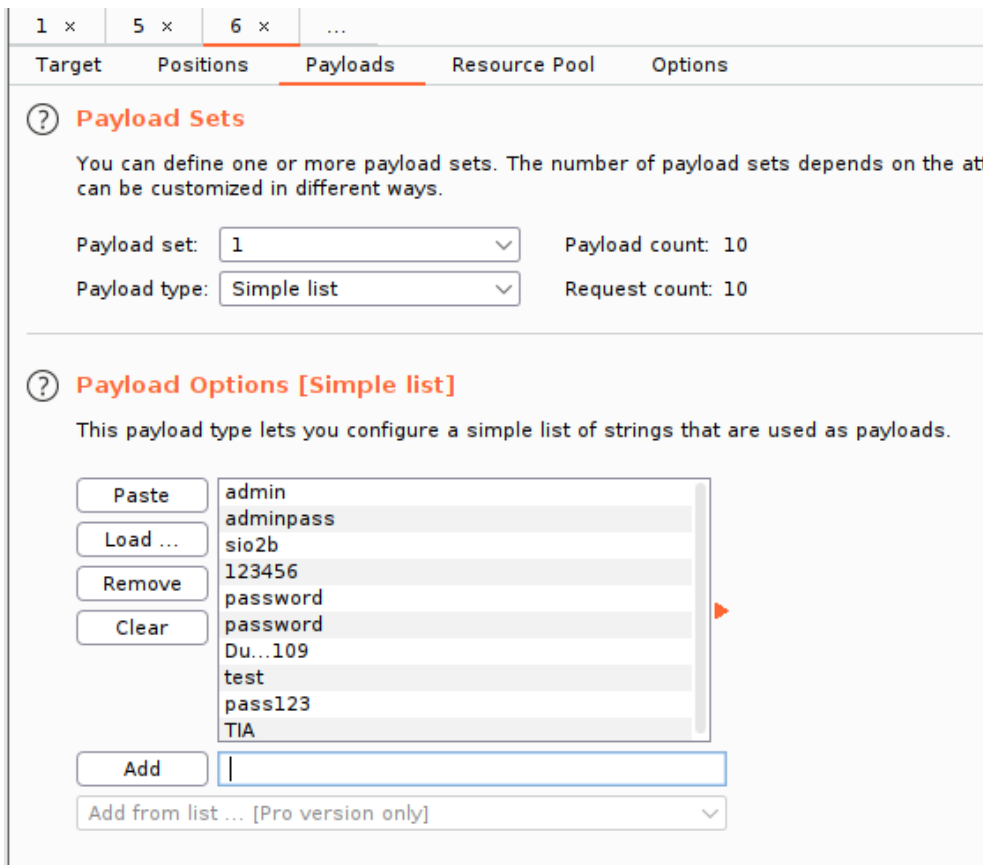 1 × 5 × 6 × ...
Target Positions Payloads Resource Pool Options
? Payload Sets
You can define one or more payload sets. The number of payload sets depends on the
can be customized in different ways.
Payload set: 1 Payload count: 10
Payload type: Simple list Request count: 10
? Payload Options [Simple list]
This payload type lets you configure a simple list of strings that are used as payloads.
Paste
Load ...
Remove
Clear
admin
adminpass
sio2b
123456
password
password
Du...109
test
pass123
TIA
Add
Add from list ... [Pro version only]